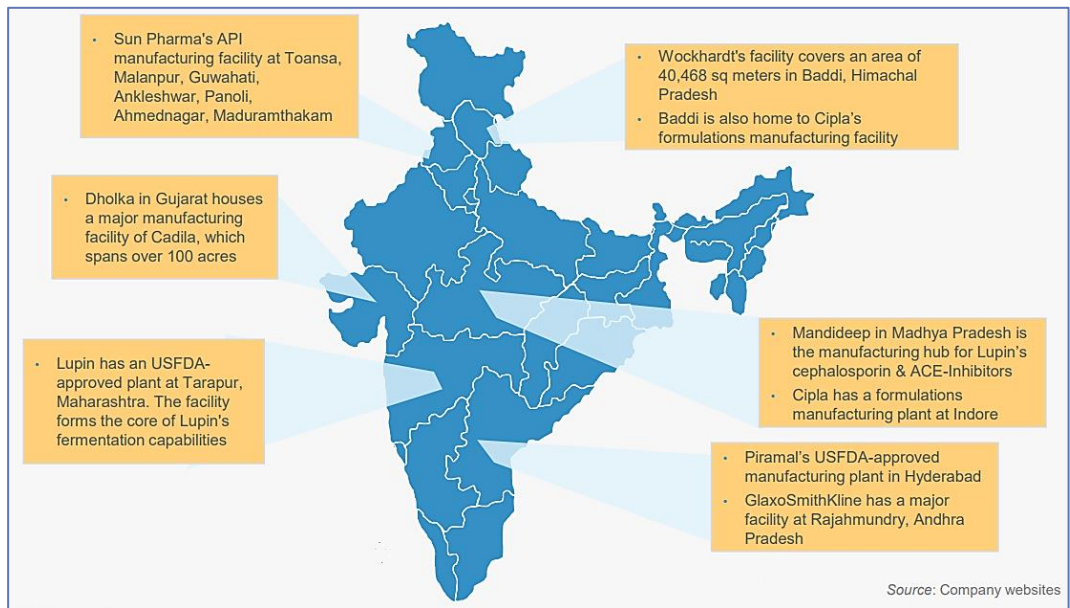 • Sun Pharma's API
manufacturing facility at Toansa,
Malanpur, Guwahati,
Ankleshwar, Panoli,
Ahmednagar, Maduramthakam
• Wockhardt's facility covers an area of
40,468 sq meters in Baddi, Himachal
Pradesh
• Baddi is also home to Cipla's
formulations manufacturing facility
• Dholka in Gujarat houses
a major manufacturing
facility of Cadila, which
spans over 100 acres
• Lupin has an USFDA-
approved plant at Tarapur,
Maharashtra. The facility
forms the core of Lupin's
fermentation capabilities
• Mandideep in Madhya Pradesh is
the manufacturing hub for Lupin's
cephalosporin & ACE-Inhibitors
• Cipla has a formulations
manufacturing plant at Indore
• Piramal's USFDA-approved
manufacturing plant in Hyderabad
• GlaxoSmithKline has a major
facility at Rajahmundry, Andhra
Pradesh
Source: Company websites